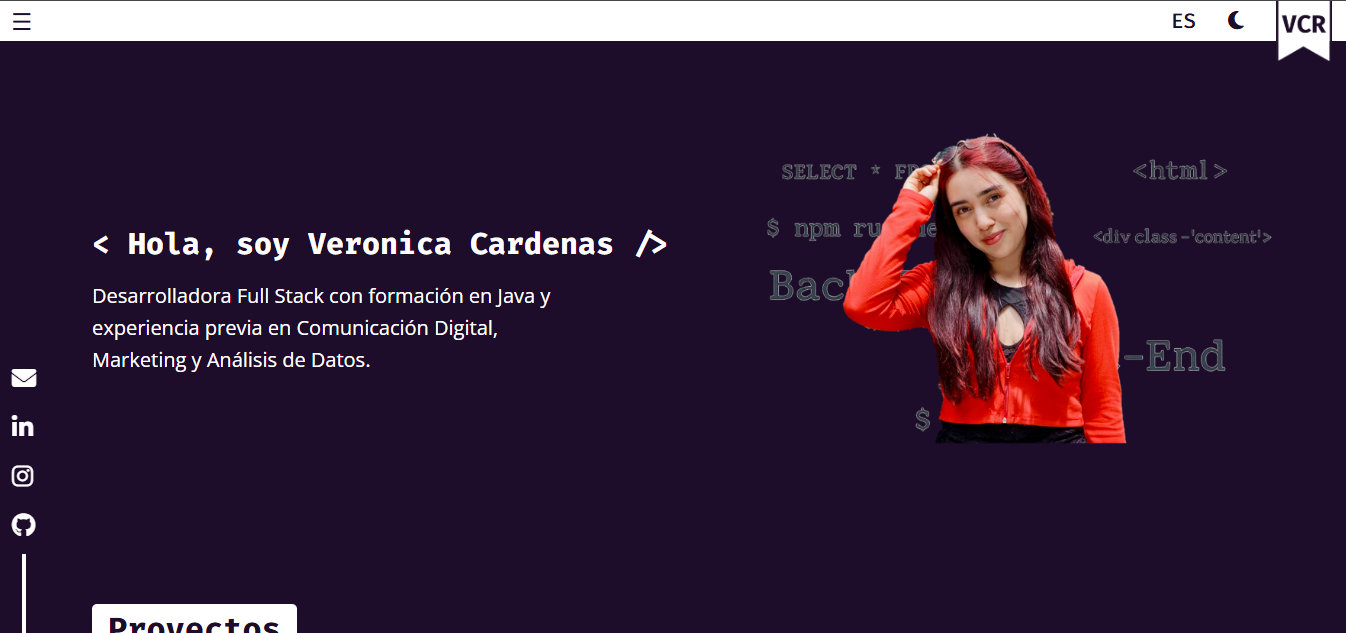 ES
VCR
SELECT * FR
<html>
$ npm ru
<div class-'content'>
< Hola, soy Veronica Cardenas />
Back
Desarrolladora Full Stack con formación en Java y
experiencia previa en Comunicación Digital,
Marketing y Análisis de Datos.
-End
$
Proyectos